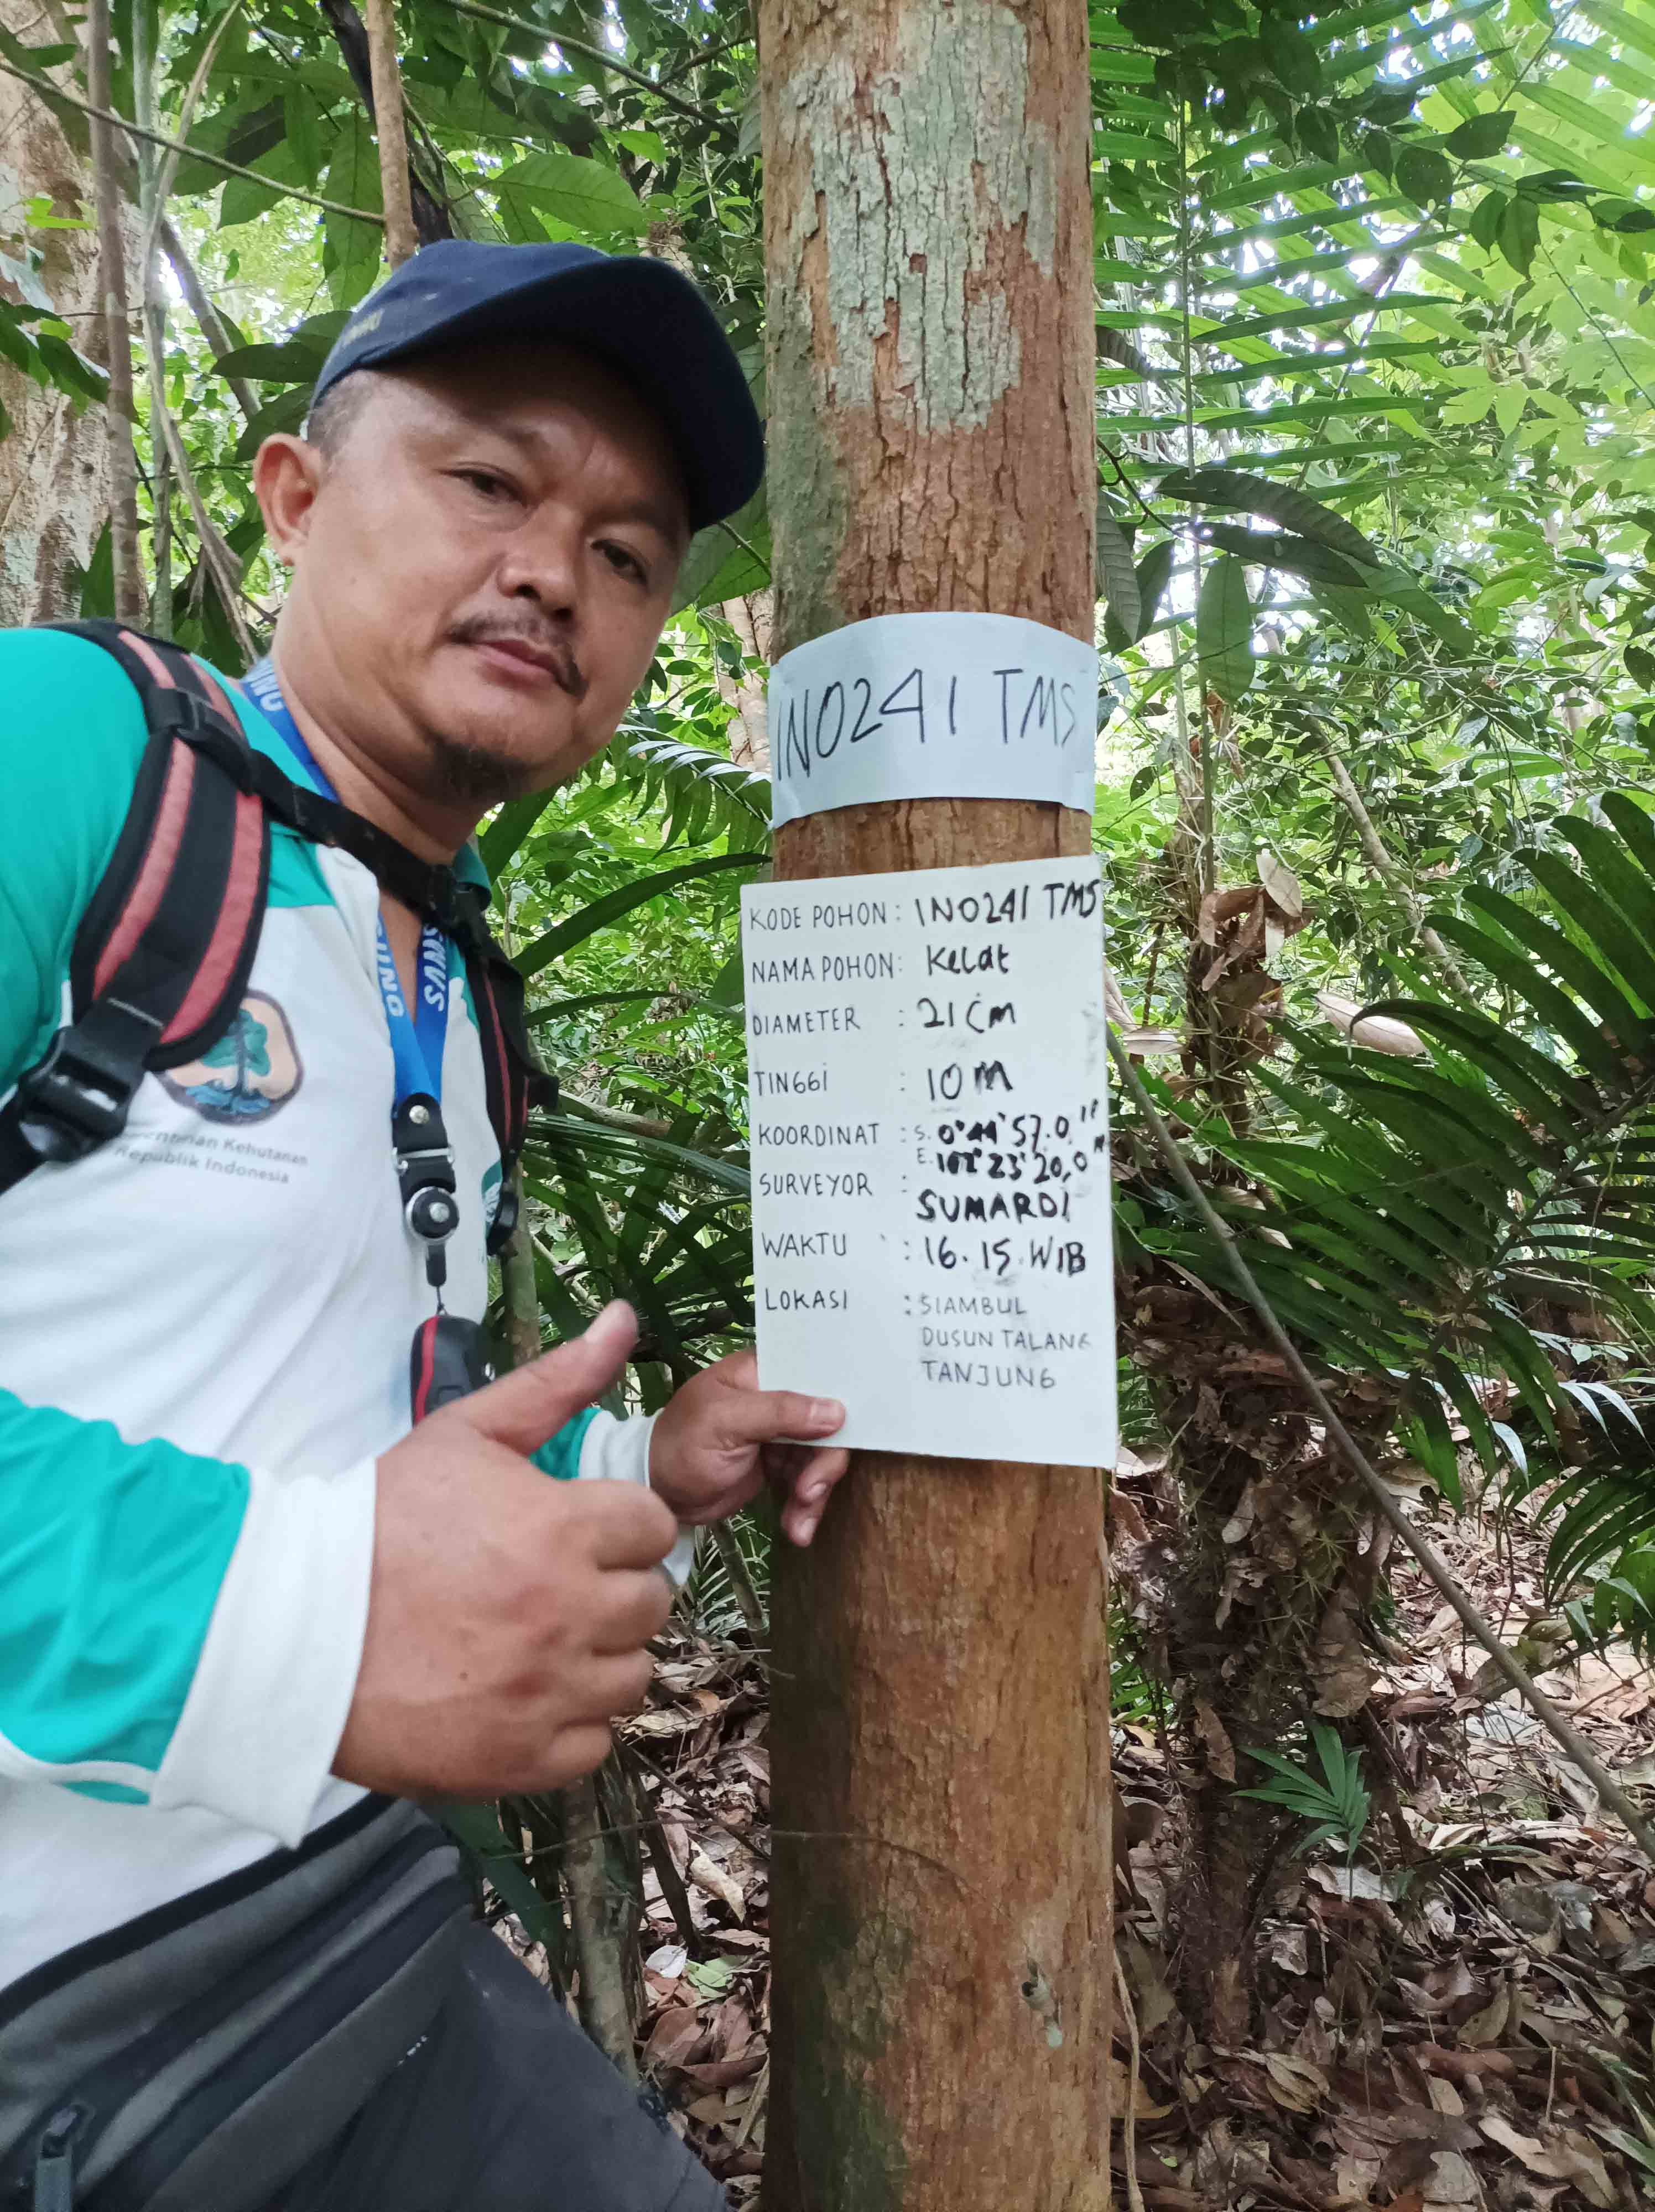 IN0241 TMS
KODE POHON : IN0241 TMS
NAMA POHON : Kelat
DIAMETER : 21 CM
TINGGI : 10 M
KOORDINAT : S. 0°44'57.0"
E. 102°23'20,0"
SURVEYOR : SUMARDI
WAKTU : 16.15 WIB
LOKASI : SIAMBUL
DUSUN TALANG
TANJUNG
Kehutanan
Republik Indonesia
SAMSUNG